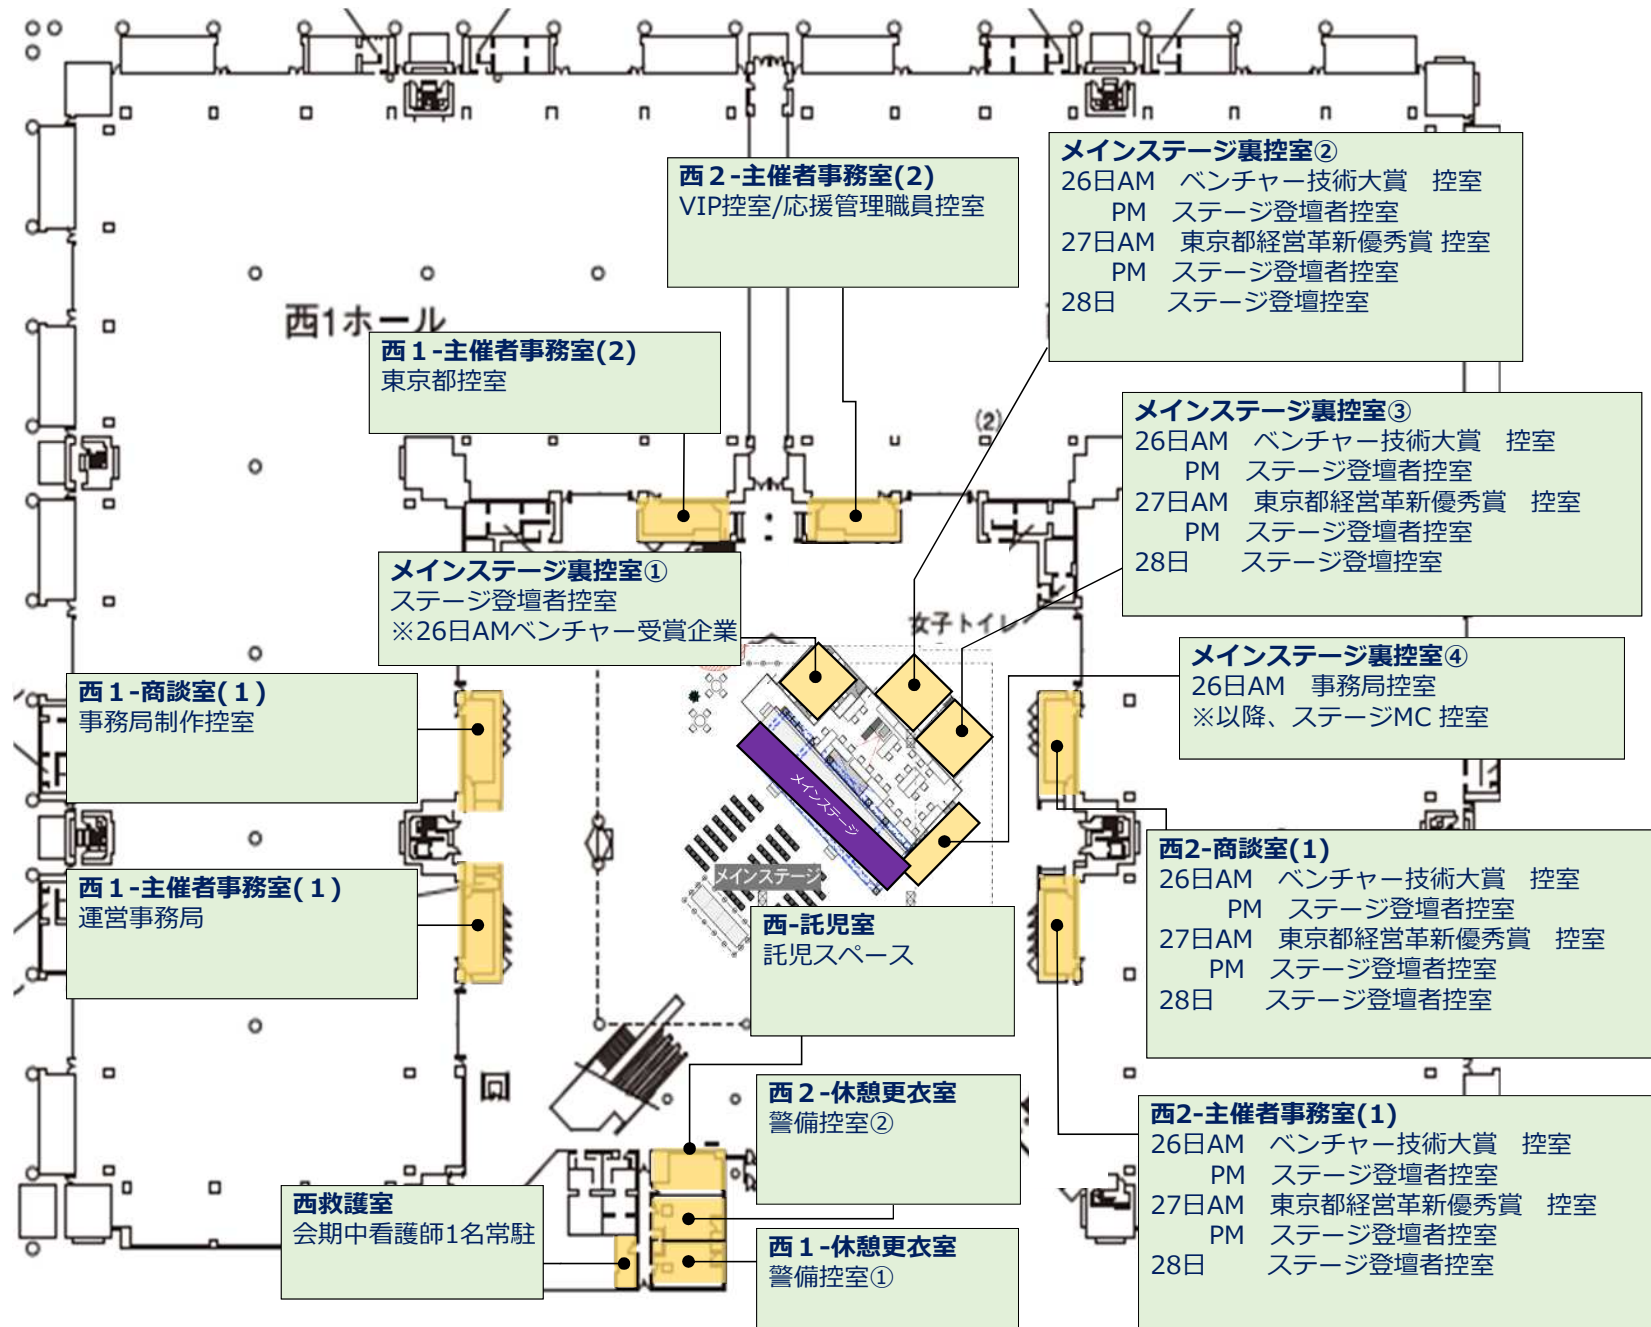 メインステージ裏控室②
26日AM　ベンチャー技術大賞　控室
PM　ステージ登壇者控室
27日AM　東京都経営革新優秀賞 控室
PM　ステージ登壇者控室
28日　　ステージ登壇控室
西２-主催者事務室(2)
VIP控室/応援管理職員控室
西1ホール
西１-主催者事務室(2)
東京都控室
(2)
メインステージ裏控室③
26日AM　ベンチャー技術大賞　控室
PM　ステージ登壇者控室
27日AM　東京都経営革新優秀賞　控室
PM　ステージ登壇者控室
28日　　ステージ登壇控室
メインステージ裏控室①
ステージ登壇者控室
※26日AMベンチャー受賞企業
女子トイレ
メインステージ裏控室④
26日AM　事務局控室
※以降、ステージMC 控室
西１-商談室(１)
事務局制作控室
メインステージ
メインステージ
西１-主催者事務室(１)
運営事務局
西2-商談室(1)
26日AM　ベンチャー技術大賞　控室
PM　ステージ登壇者控室
27日AM　東京都経営革新優秀賞　控室
PM　ステージ登壇者控室
28日　　ステージ登壇者控室
西-託児室
託児スペース
西２-休憩更衣室
警備控室②
西2-主催者事務室(1)
26日AM　ベンチャー技術大賞　控室
PM　ステージ登壇者控室
27日AM　東京都経営革新優秀賞　控室
PM　ステージ登壇者控室
28日　　ステージ登壇者控室
西救護室
会期中看護師1名常駐
西１-休憩更衣室
警備控室①